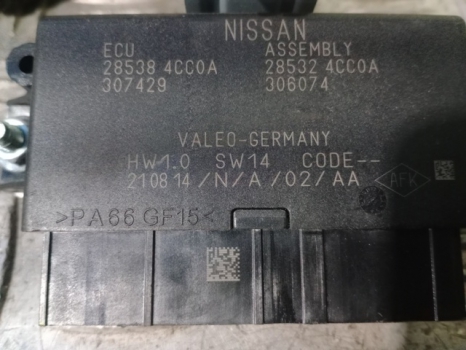 NISSAN
ECU ASSEMBLY
28538 4CC0A 28532 4CC0A
307429 306074
VALEO-GERMANY
HW1.0 SW14 CODE--
210814/N/A/02/AA AFK
>PA66 GF15<